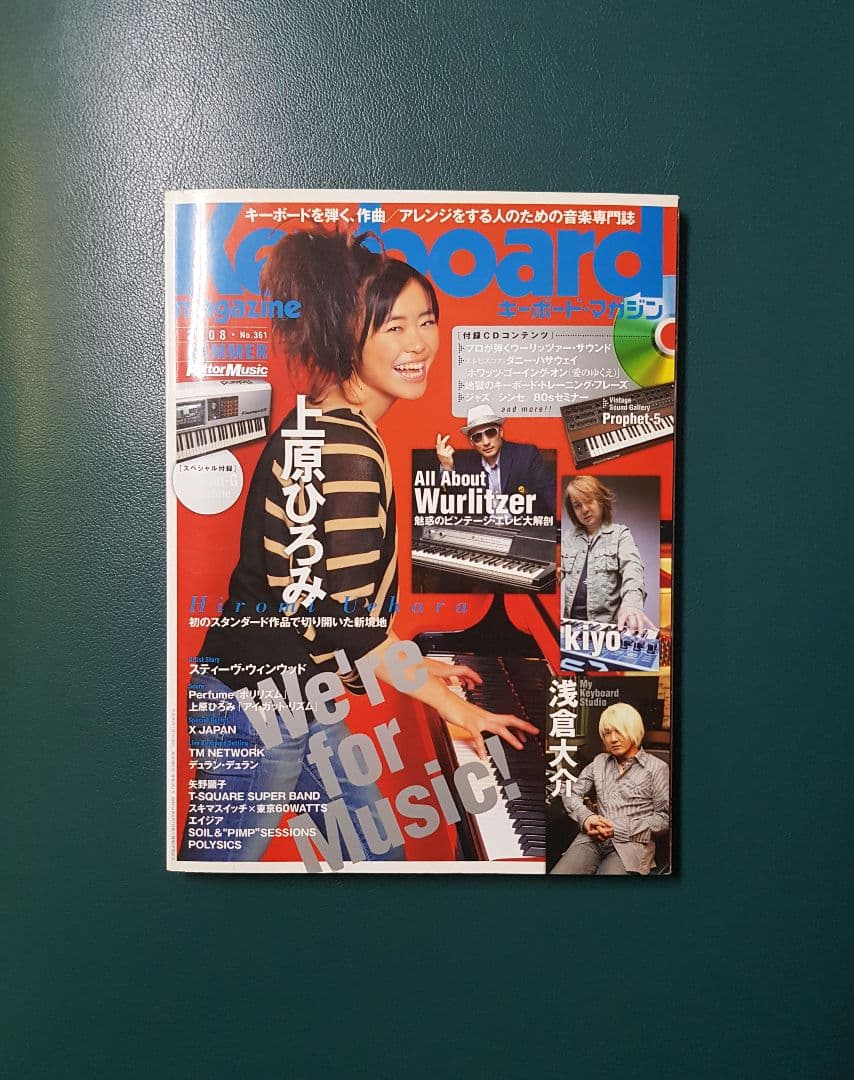 キーボードを弾く、作曲／アレンジをする人のための音楽専門誌
Keyboard
magazine
キーボード・マガジン
2008・No.361
SUMMER
Rittor Music
[付録CDコンテンツ]
プロが弾くウーリッツァー・サウンド
ダニー・ハサウェイ
ホワッツ・ゴーイング・オン（愛のゆくえ）」
地獄のキーボード・トレーニング・フレーズ
ジャズ シンセ 80sセミナー
and more!!
Vintage
Sound Gallery
Prophet-5
[スペシャル付録]
上原ひろみ
Hiromi Uehara
初のスタンダード作品で切り開いた新境地
All About
Wurlitzer
魅惑のビンテージ・エレピ大解剖
kiyo
My
Keyboard
Studio
浅倉大介
Artist Story
スティーヴ・ウィンウッド
Score
Perfume「ポリリズム」
上原ひろみ「アイ・ガット・リズム」
X JAPAN
Live Keyboard Setting
TM NETWORK
デュラン・デュラン
矢野顕子
T-SQUARE SUPER BAND
スキマスイッチ×東京60WATTS
エイジア
SOIL&"PIMP"SESSIONS
POLYSICS
We're
for
Music!